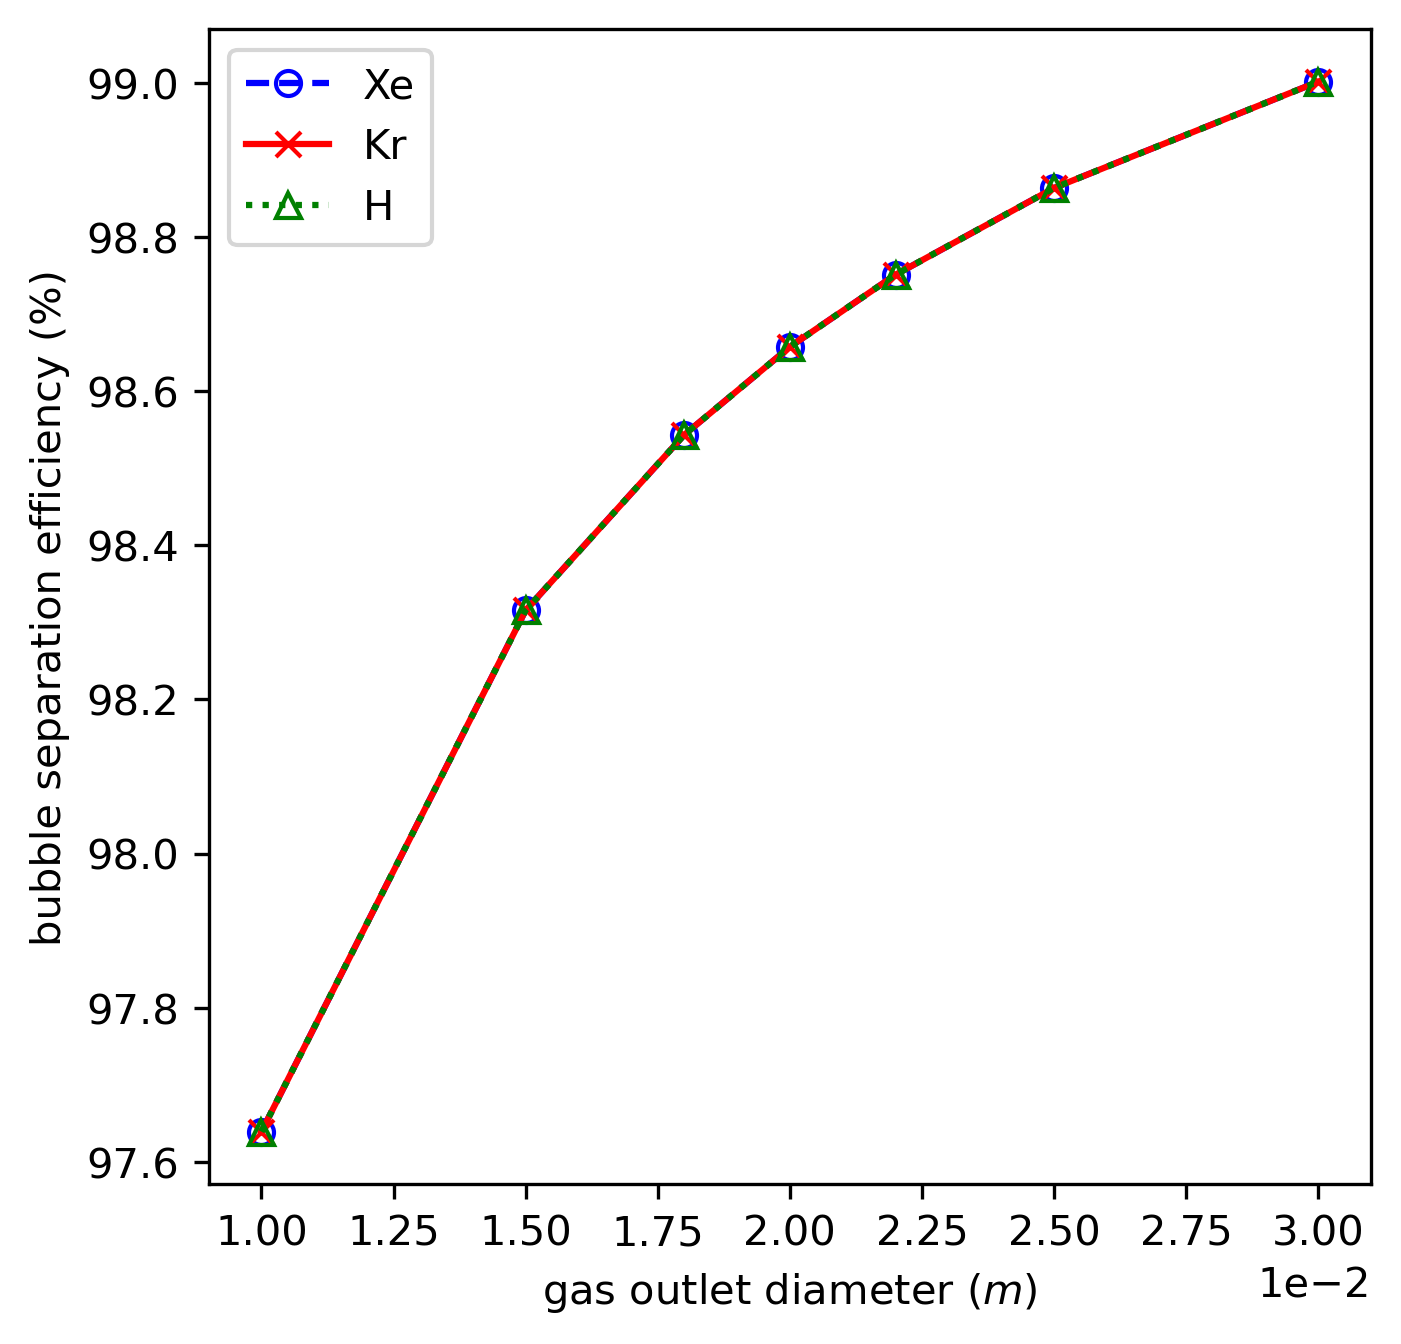 Xe
Kr
H
99.0
98.8
98.6
98.4
98.2
98.0
97.8
97.6
bubble separation efficiency (%)
1.00 1.25 1.50 1.75 2.00 2.25 2.50 2.75 3.00
1e−2
gas outlet diameter (m)